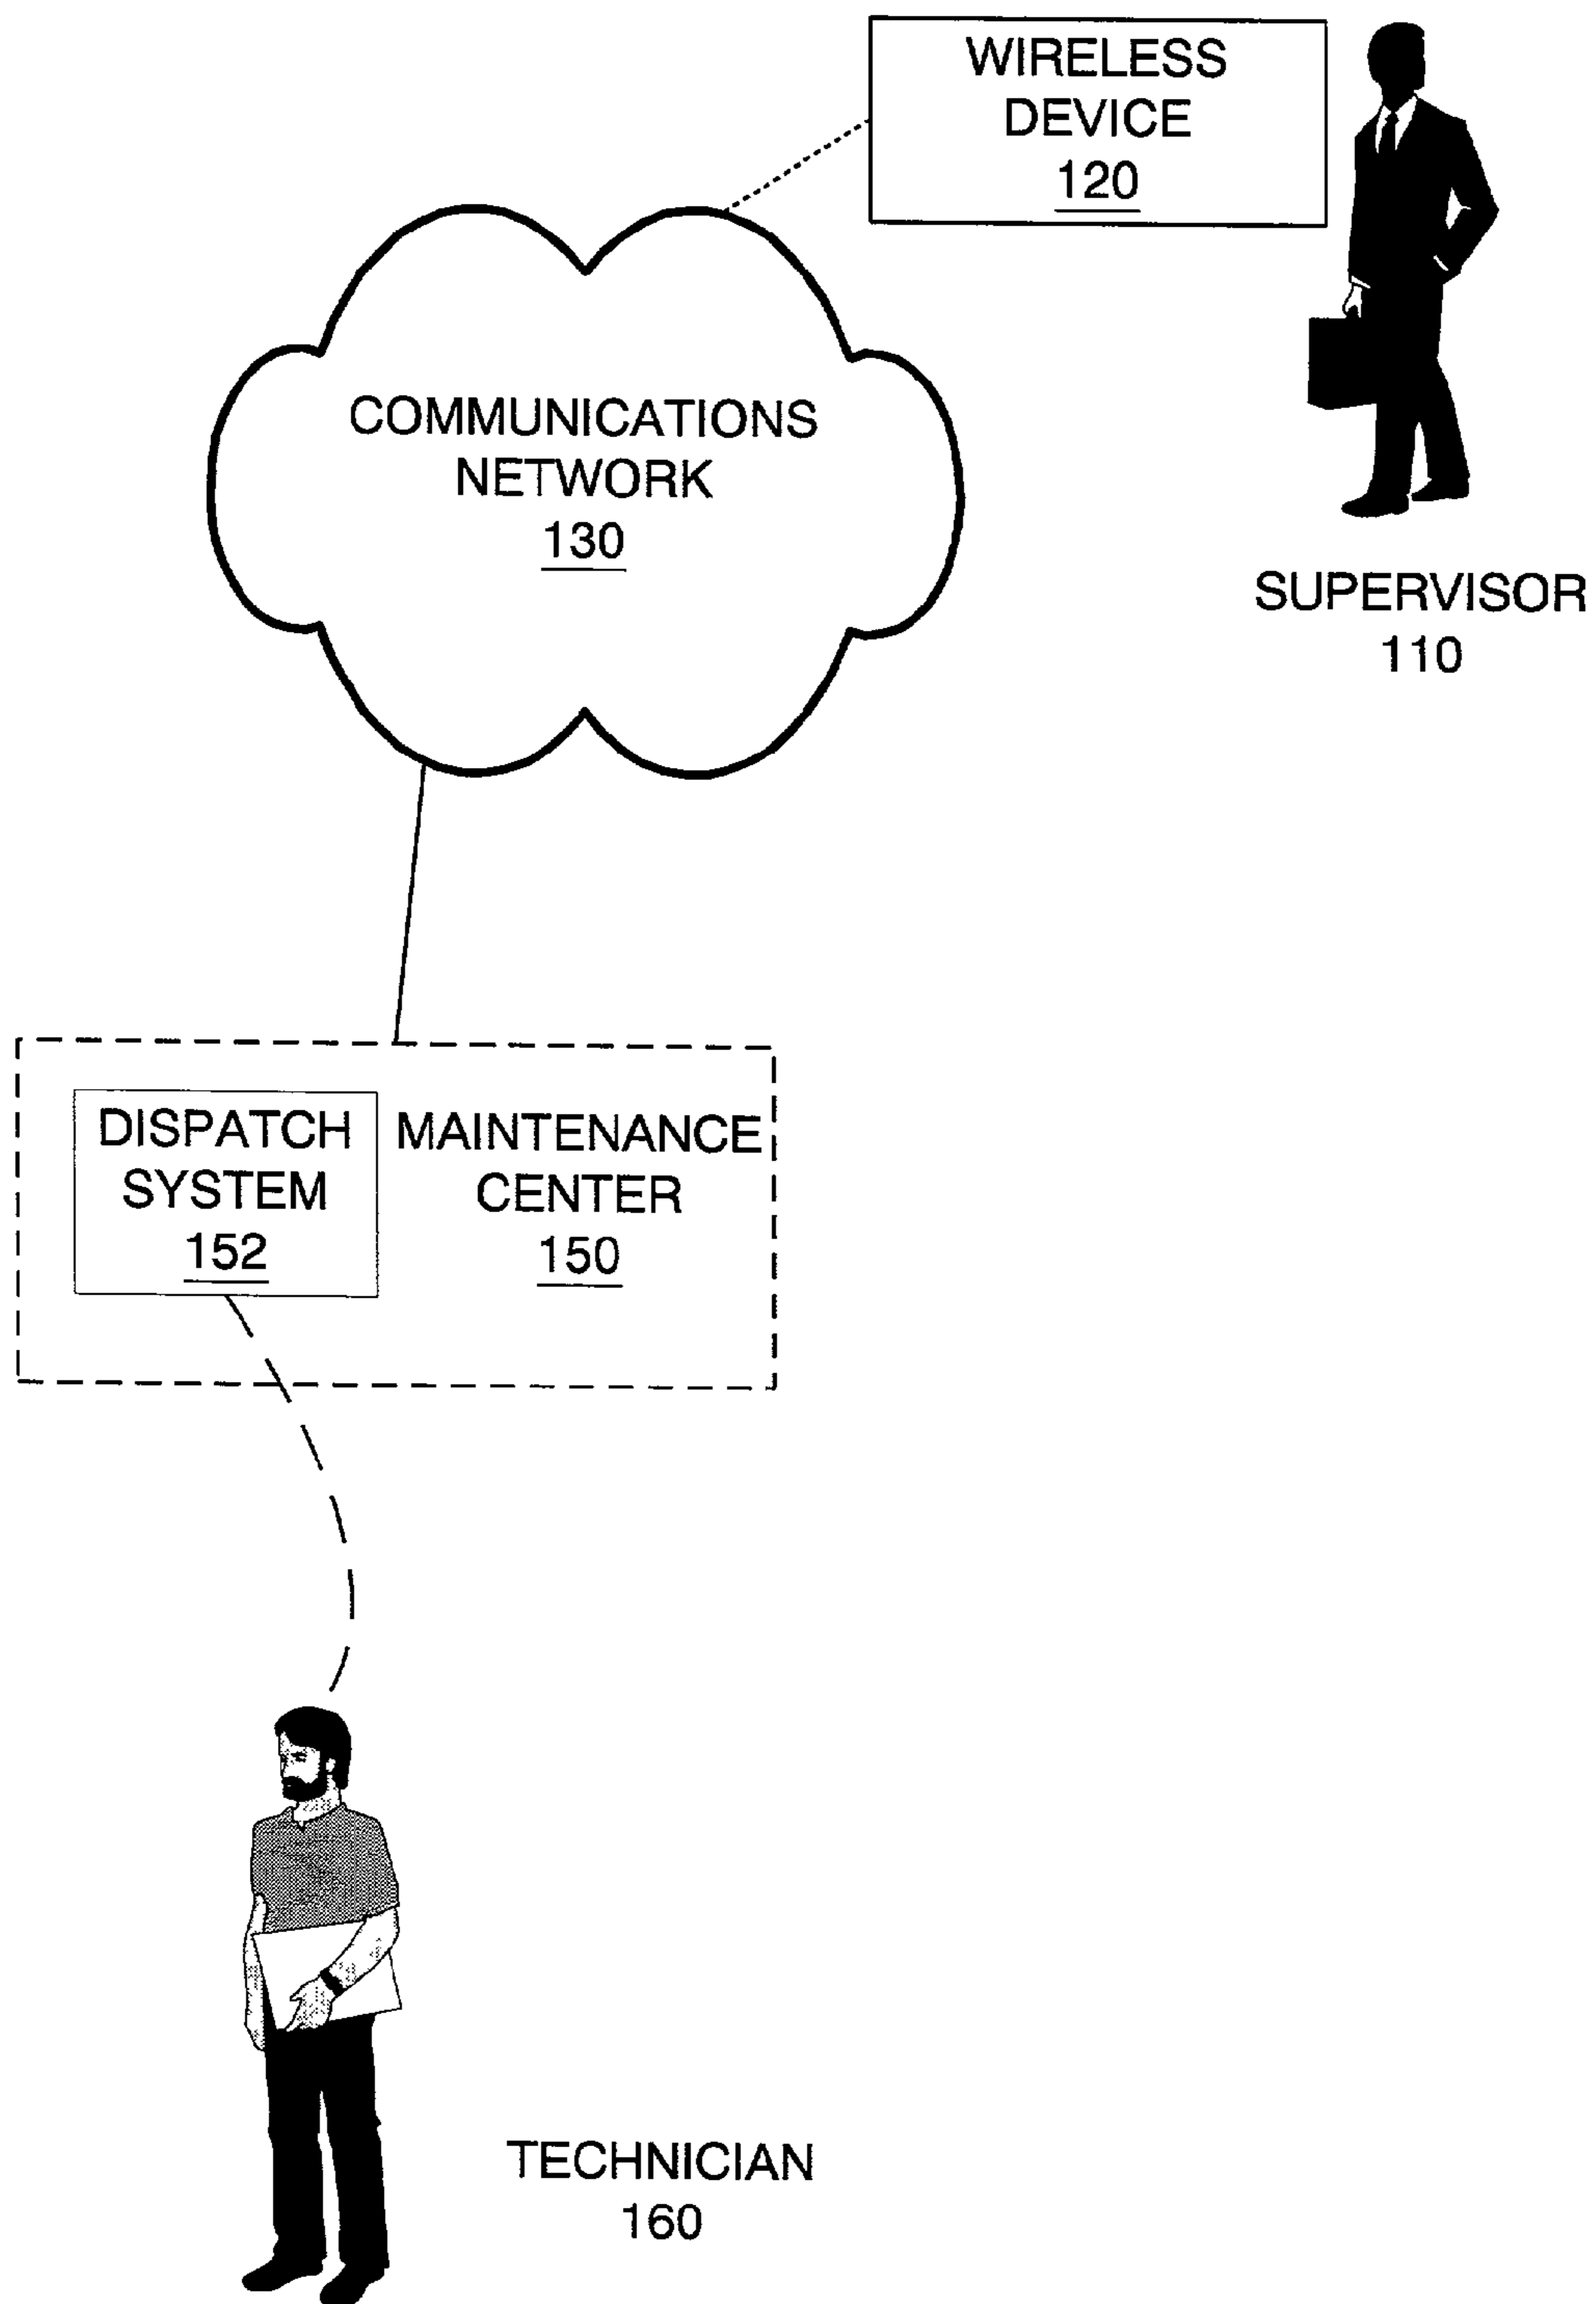 WIRELESS
DEVICE
120
COMMUNICATIONS
NETWORK
130
SUPERVISOR
110
DISPATCH
SYSTEM
152
MAINTENANCE
CENTER
150
TECHNICIAN
160